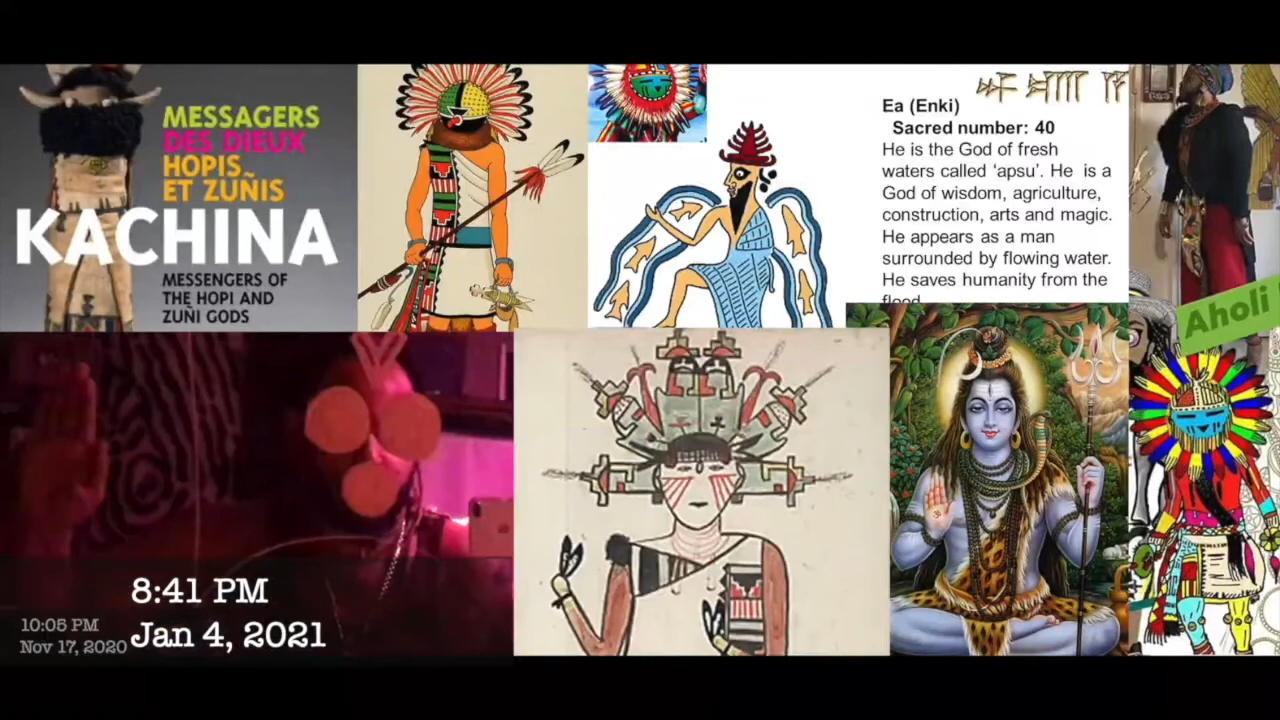 MESSAGERS
DES DIEUX
HOPIS
ET ZUÑIS
KACHINA
MESSENGERS OF
THE HOPI AND
ZUÑI GODS
Ea (Enki)
Sacred number: 40
He is the God of fresh
waters called ‘apsu’. He is a
God of wisdom, agriculture,
construction, arts and magic.
He appears as a man
surrounded by flowing water.
He saves humanity from the
flood
Aholi
8:41 PM
Jan 4, 2021
10:05 PM
Nov 17, 2020